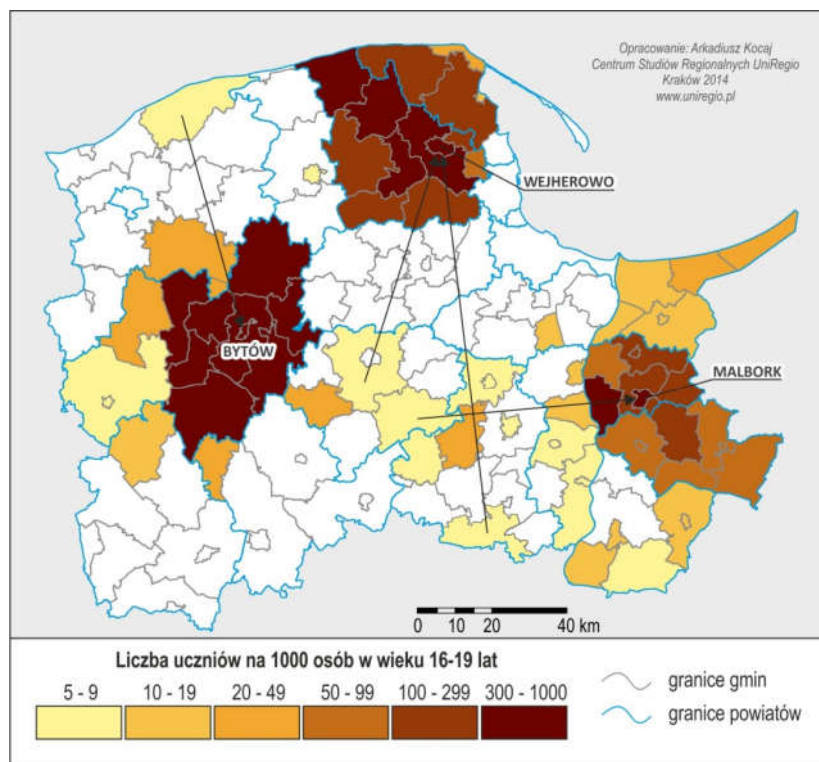 Opracowanie: Arkadiusz Kocaj
Centrum Studiów Regionalnych UniRegio
Kraków 2014
www.uniregio.pl
WEJHEROWO
BYTÓW
MALBORK
0 10 20 40 km
Liczba uczniów na 1000 osób w wieku 16-19 lat
5 - 9 10 - 19 20 - 49 50 - 99 100 - 299 300 - 1000
granice gmin
granice powiatów